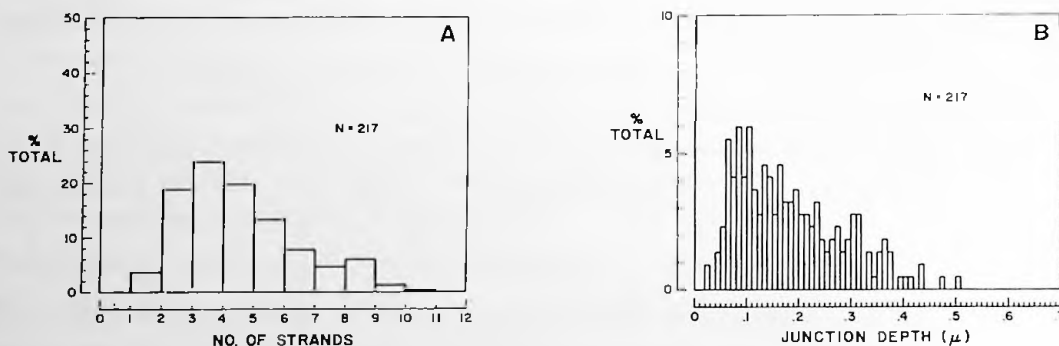 A
50
40
30
20
10
0
%
TOTAL
N = 217
0 1 2 3 4 5 6 7 8 9 10 11 12
NO. OF STRANDS
B
10
5
0
%
TOTAL
N = 217
0 .1 .2 .3 .4 .5 .6
JUNCTION DEPTH (μ)